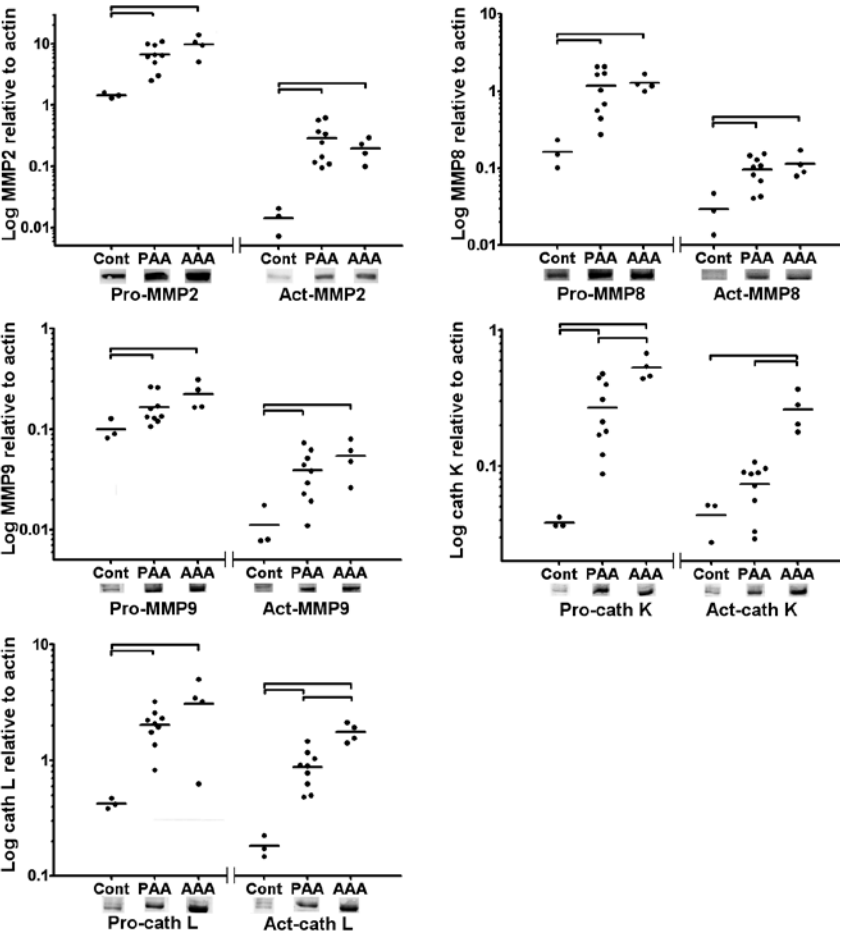 Log MMP2 relative to actin
10
1
0.1
0.01
Cont PAA AAA Cont PAA AAA
Pro-MMP2 Act-MMP2
Log MMP8 relative to actin
10
1
0.1
0.01
Cont PAA AAA Cont PAA AAA
Pro-MMP8 Act-MMP8
Log MMP9 relative to actin
1
0.1
0.01
Cont PAA AAA Cont PAA AAA
Pro-MMP9 Act-MMP9
Log cath K relative to actin
1
0.1
Cont PAA AAA Cont PAA AAA
Pro-cath K Act-cath K
Log cath L relative to actin
10
1
0.1
Cont PAA AAA Cont PAA AAA
Pro-cath L Act-cath L